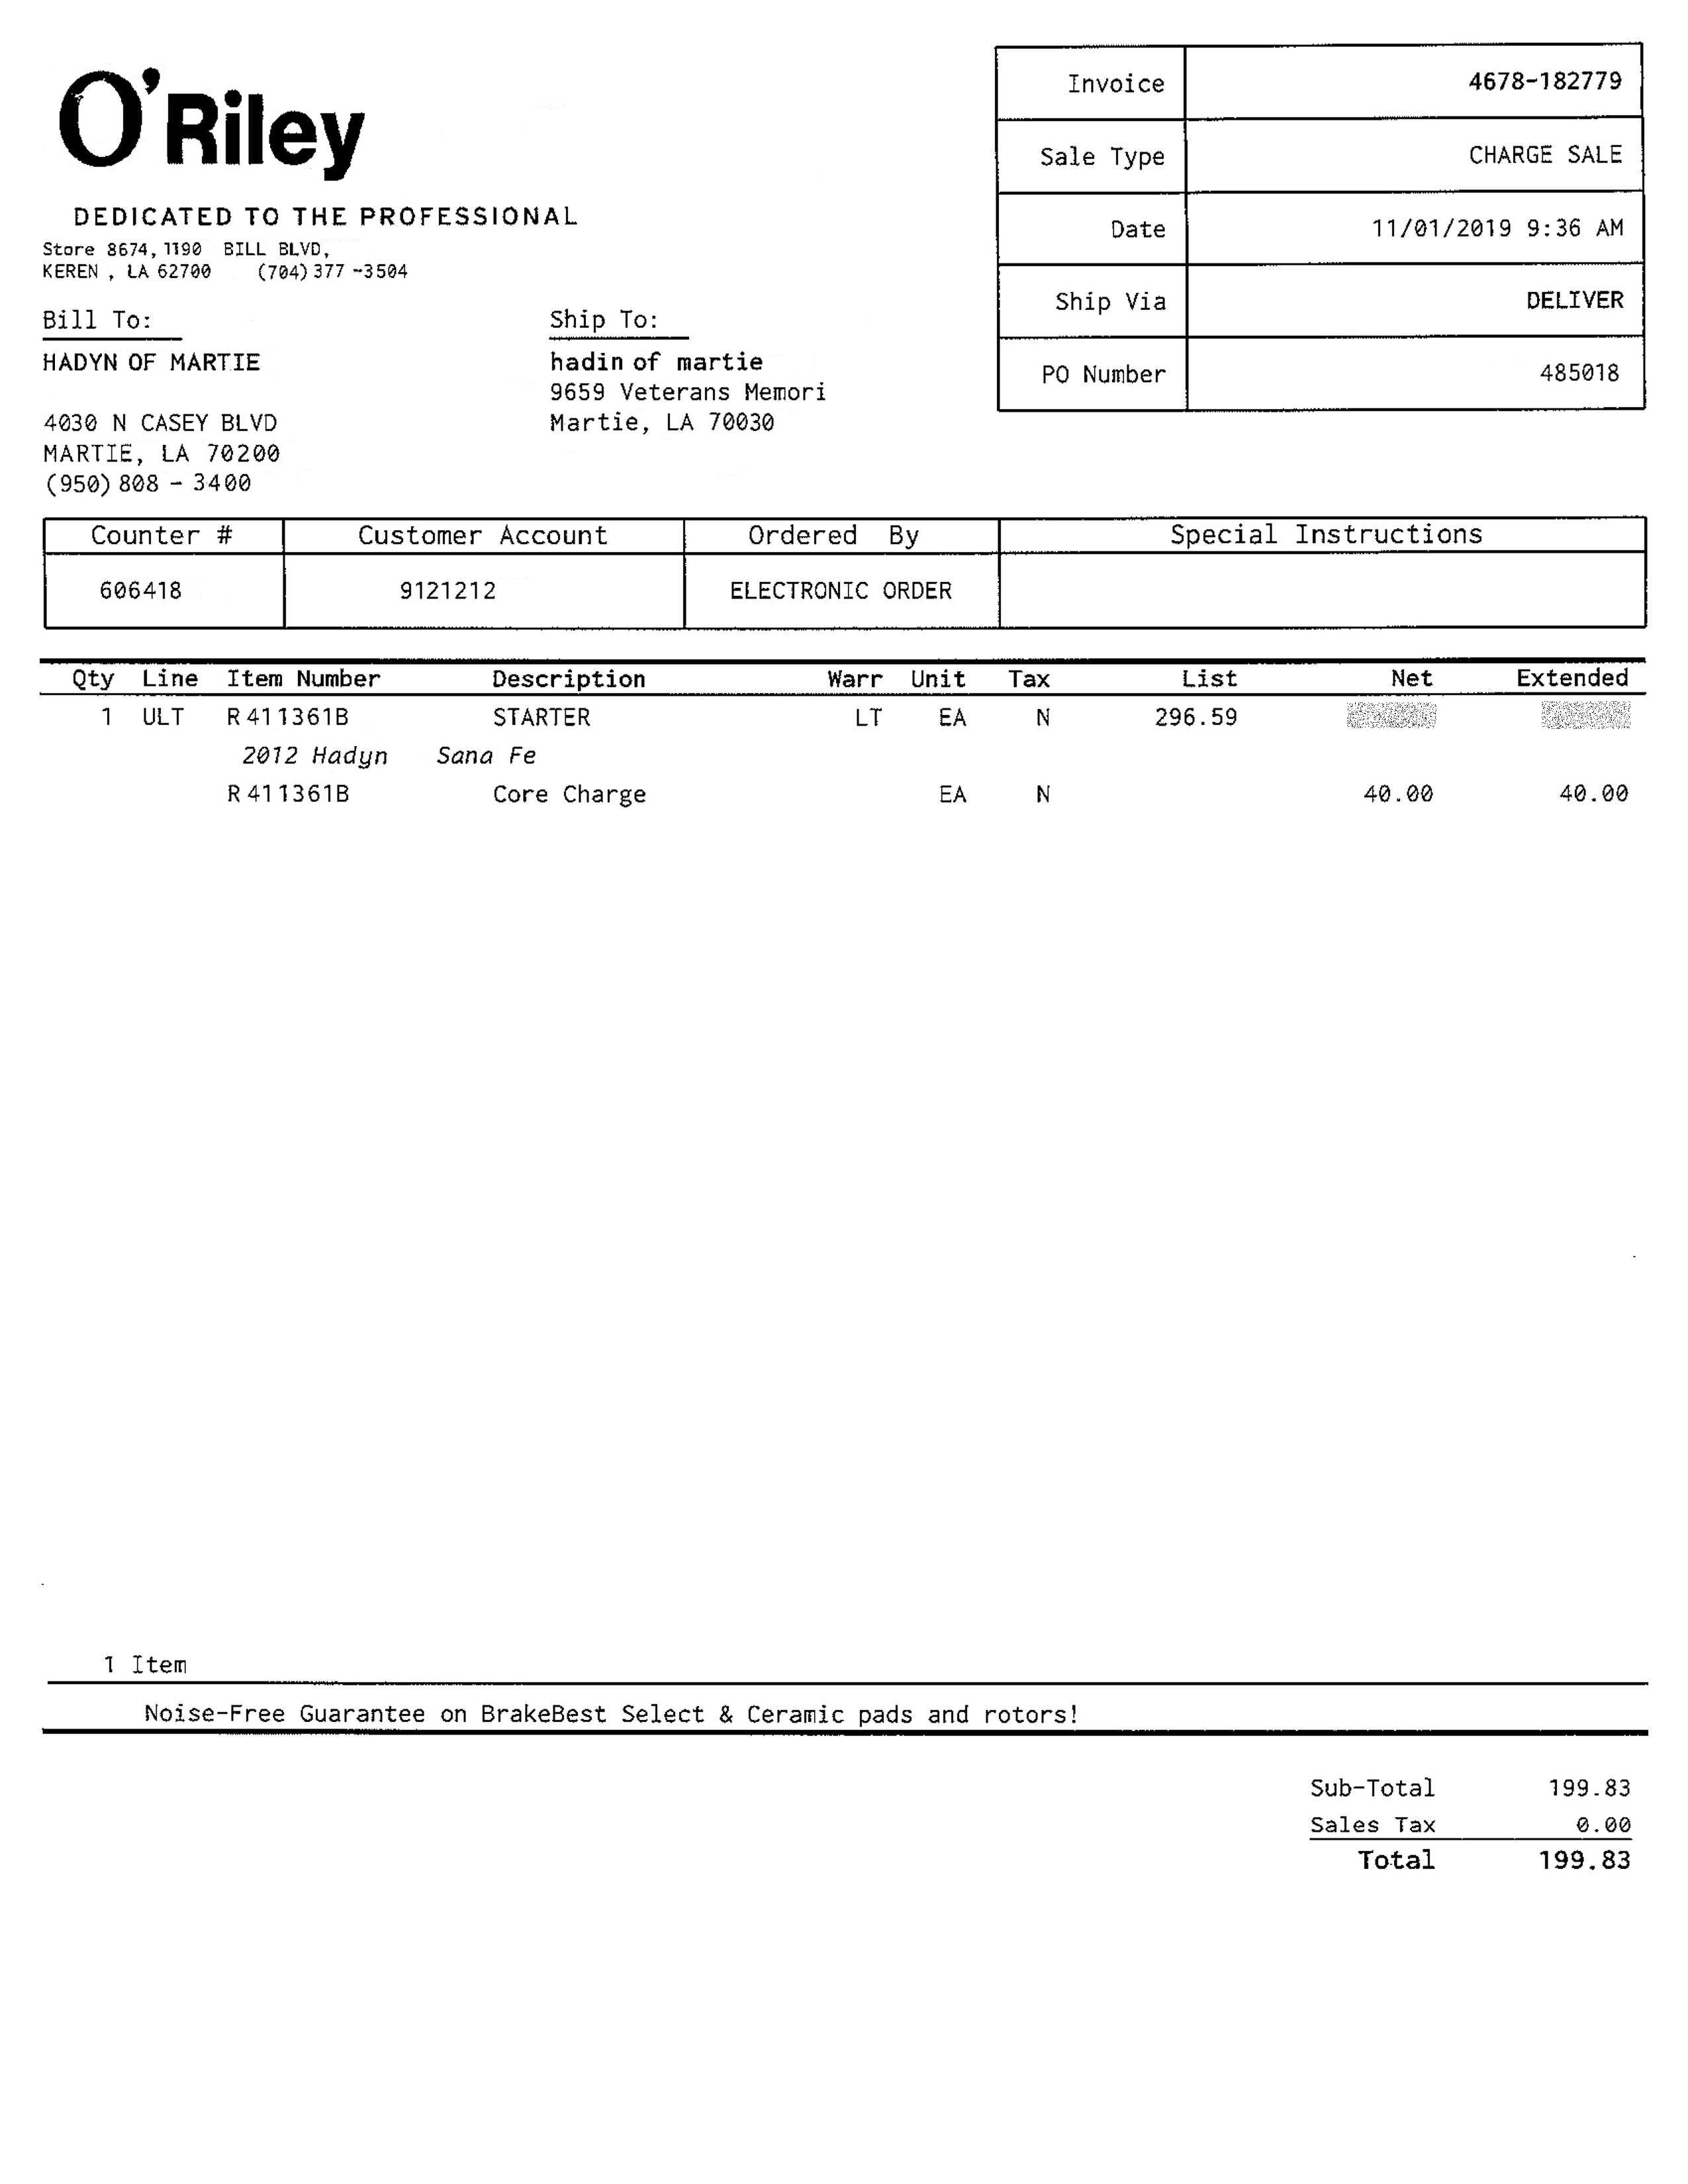 O'Riley
DEDICATED TO THE PROFESSIONAL
Store 8674, 1190 BILL BLVD,
KEREN , LA 62700 (704) 377 -3504
Invoice 4678-182779
Sale Type CHARGE SALE
Date 11/01/2019 9:36 AM
Ship Via DELIVER
PO Number 485018
Bill To:
HADYN OF MARTIE
4030 N CASEY BLVD
MARTIE, LA 70200
(950) 808 - 3400
Ship To:
hadin of martie
9659 Veterans Memori
Martie, LA 70030
Counter # Customer Account Ordered By Special Instructions
606418 9121212 ELECTRONIC ORDER
Qty Line Item Number Description Warr Unit Tax List Net Extended
1 ULT R411361B STARTER LT EA N 296.59
2012 Hadyn Sana Fe
R411361B Core Charge EA N 40.00 40.00
1 Item
Noise-Free Guarantee on BrakeBest Select & Ceramic pads and rotors!
Sub-Total 199.83
Sales Tax 0.00
Total 199.83